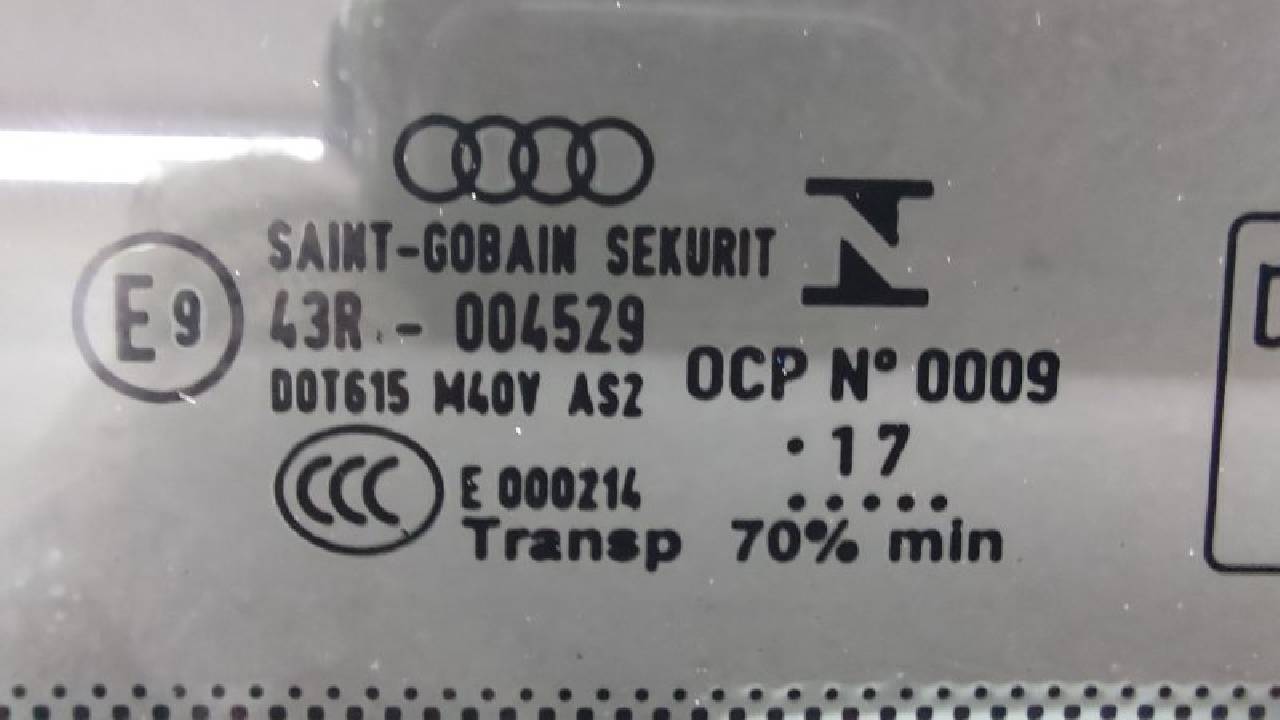 SAINT-GOBAIN SEKURIT
E9
43R - 004529
DOT615 M40V AS2
OCP N° 0009
·17
.....
CCC
E 000214
Transp 70% min